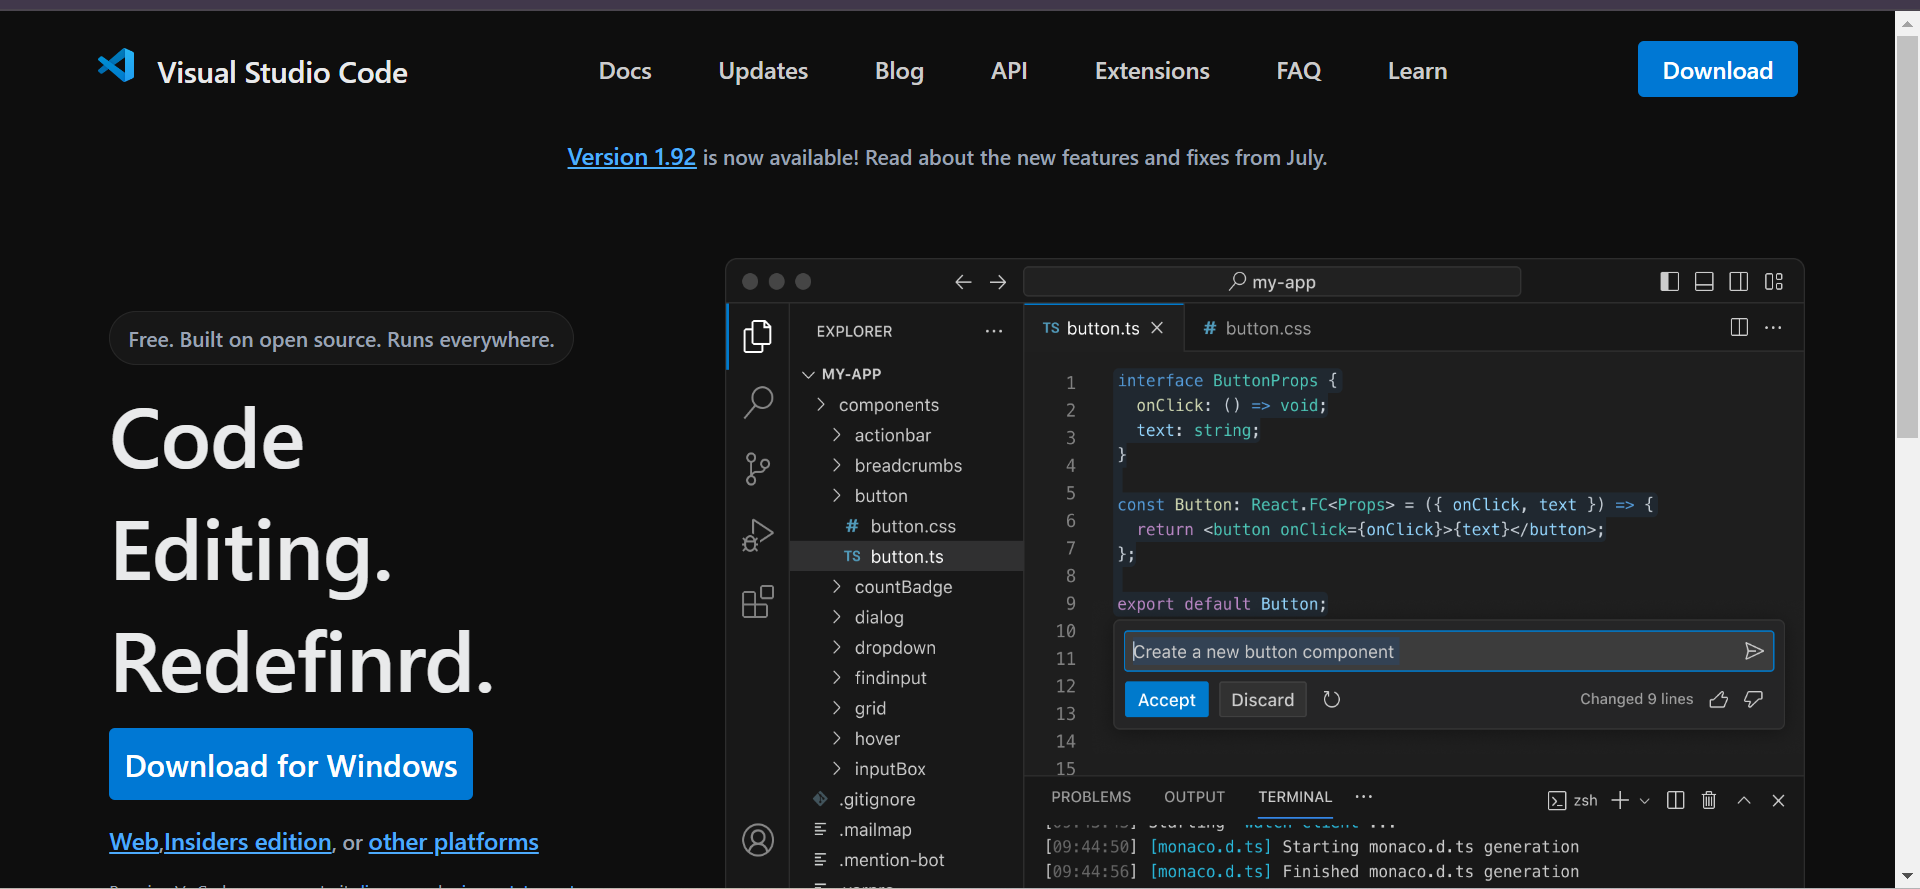 Visual Studio Code
Docs Updates Blog API Extensions FAQ Learn
Download
Version 1.92 is now available! Read about the new features and fixes from July.
Free. Built on open source. Runs everywhere.
Code
Editing.
Redefinrd.
Download for Windows
Web,Insiders edition, or other platforms
my-app
EXPLORER
MY-APP
components
actionbar
breadcrumbs
button
# button.css
TS button.ts
countBadge
dialog
dropdown
findinput
grid
hover
inputBox
.gitignore
.mailmap
.mention-bot
TS button.ts
# button.css
1
2
3
4
5
6
7
8
9
10
11
12
13
14
15
interface ButtonProps {
onClick: () => void;
text: string;
}
const Button: React.FC<Props> = ({ onClick, text }) => {
return <button onClick={onClick}>{text}</button>;
};
export default Button;
Create a new button component
Accept Discard
Changed 9 lines
PROBLEMS OUTPUT TERMINAL
zsh
[09:44:50] [monaco.d.ts] Starting monaco.d.ts generation
[09:44:56] [monaco.d.ts] Finished monaco.d.ts generation